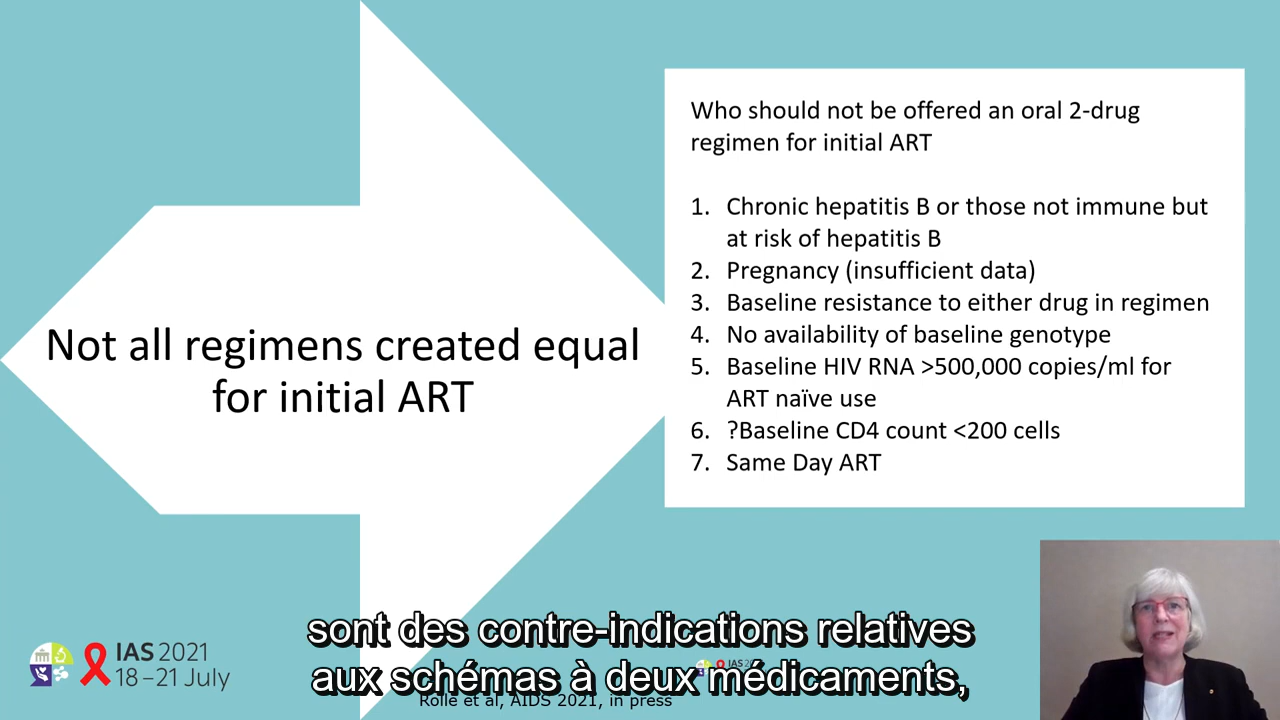 Not all regimens created equal
for initial ART
Who should not be offered an oral 2-drug
regimen for initial ART
1. Chronic hepatitis B or those not immune but
at risk of hepatitis B
2. Pregnancy (insufficient data)
3. Baseline resistance to either drug in regimen
4. No availability of baseline genotype
5. Baseline HIV RNA >500,000 copies/ml for
ART naïve use
6. ?Baseline CD4 count <200 cells
7. Same Day ART
sont des contre-indications relatives
aux schémas à deux médicaments,
IAS 2021
18–21 July
Rolle et al, AIDS 2021, in press